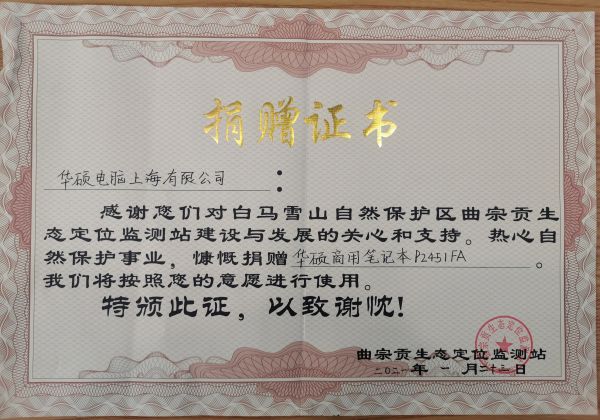 捐赠证书
华硕电脑上海有限公司：
感谢您们对白马雪山自然保护区曲宗贡生
态定位监测站建设与发展的关心和支持。热心自
然保护事业，慷慨捐赠华硕商用笔记本P2451FA。
我们将按照您的意愿进行使用。
特颁此证，以致谢忱!
曲宗贡生态定位监测站
二〇二一年一月二十三日